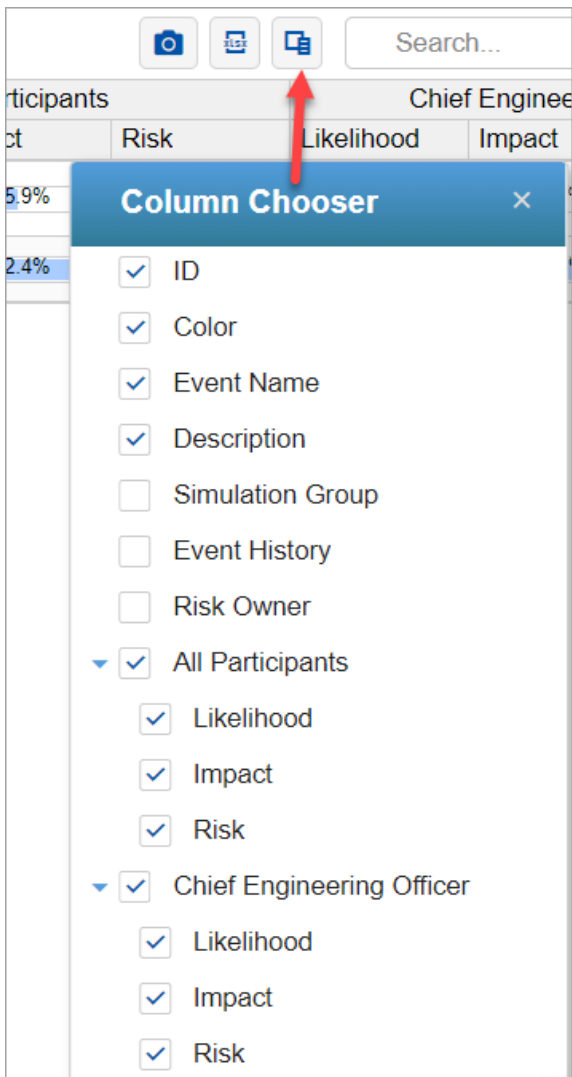 XLSX
Search...
rticipants
Chief Enginee
ct
Risk
Likelihood
Impact
5.9%
Column Chooser
2.4%
ID
Color
Event Name
Description
Simulation Group
Event History
Risk Owner
All Participants
Likelihood
Impact
Risk
Chief Engineering Officer
Likelihood
Impact
Risk